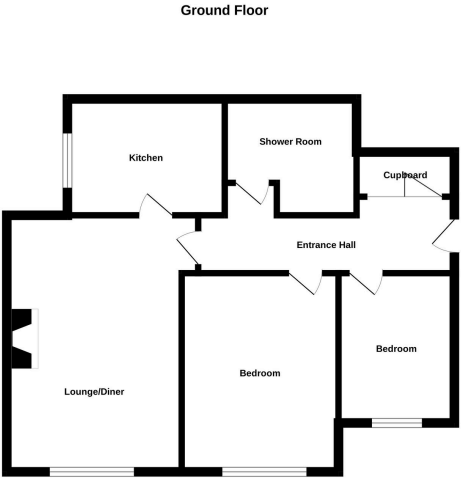 Ground Floor
Shower Room
Kitchen
Cupboard
Entrance Hall
Bedroom
Bedroom
Lounge/Diner